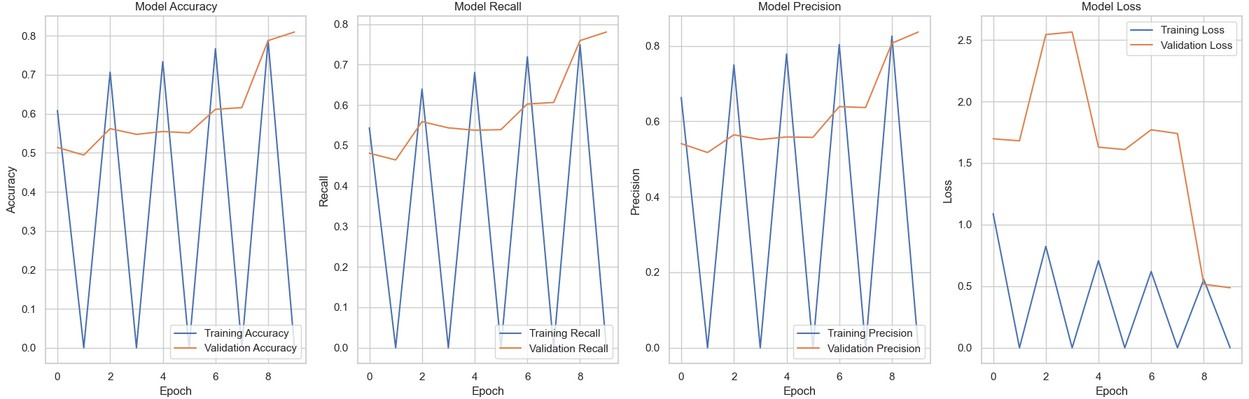 Model Accuracy
0.8
0.7
0.6
0.5
0.4
0.3
0.2
0.1
0.0
Accuracy
0 2 4 6 8
Epoch
Training Accuracy
Validation Accuracy
Model Recall
0.8
0.7
0.6
0.5
0.4
0.3
0.2
0.1
0.0
Recall
0 2 4 6 8
Epoch
Training Recall
Validation Recall
Model Precision
0.8
0.6
0.4
0.2
0.0
Precision
0 2 4 6 8
Epoch
Training Precision
Validation Precision
Model Loss
2.5
2.0
1.5
1.0
0.5
0.0
Loss
0 2 4 6 8
Epoch
Training Loss
Validation Loss